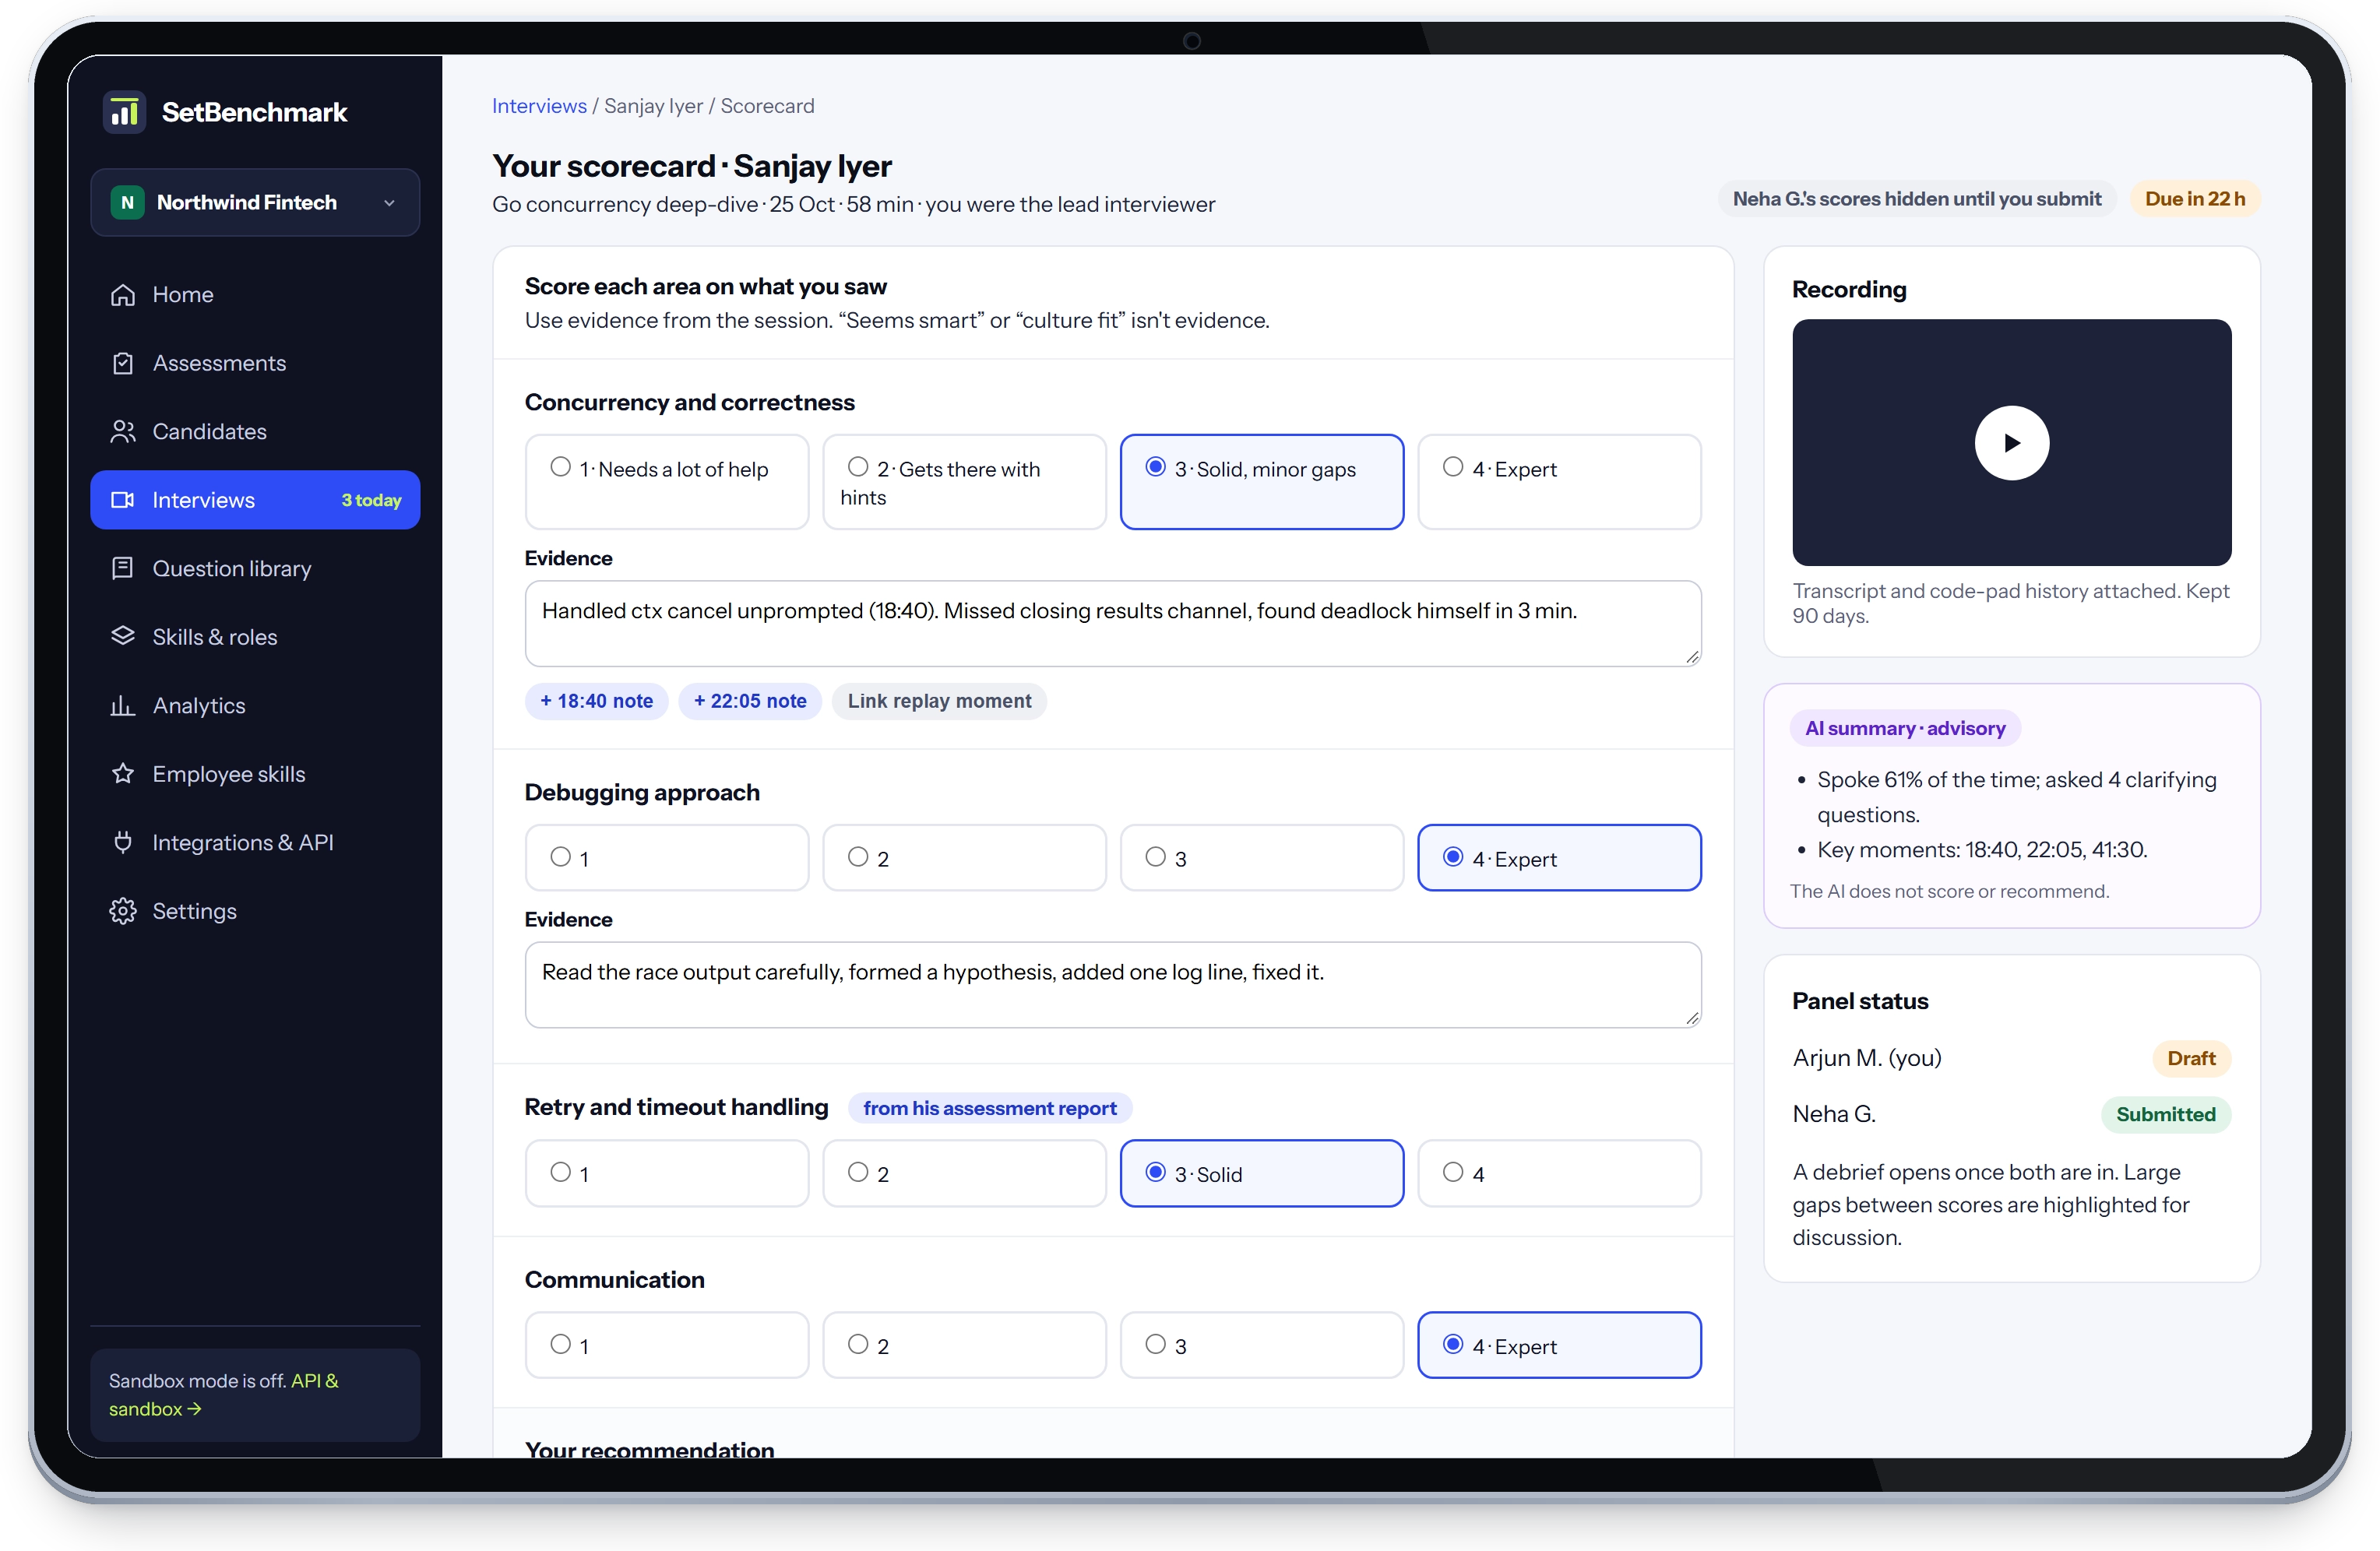 SetBenchmark
N Northwind Fintech
Home
Assessments
Candidates
Interviews 3 today
Question library
Skills & roles
Analytics
Employee skills
Integrations & API
Settings
Sandbox mode is off. API &
sandbox →
Interviews / Sanjay Iyer / Scorecard
Your scorecard · Sanjay Iyer
Go concurrency deep-dive · 25 Oct · 58 min · you were the lead interviewer
Neha G.'s scores hidden until you submit
Due in 22 h
Score each area on what you saw
Use evidence from the session. “Seems smart” or “culture fit” isn't evidence.
Concurrency and correctness
1 · Needs a lot of help
2 · Gets there with
hints
3 · Solid, minor gaps
4 · Expert
Evidence
Handled ctx cancel unprompted (18:40). Missed closing results channel, found deadlock himself in 3 min.
+ 18:40 note
+ 22:05 note
Link replay moment
Debugging approach
1
2
3
4 · Expert
Evidence
Read the race output carefully, formed a hypothesis, added one log line, fixed it.
Retry and timeout handling from his assessment report
1
2
3 · Solid
4
Communication
1
2
3
4 · Expert
Your recommendation
Recording
Transcript and code-pad history attached. Kept
90 days.
AI summary · advisory
• Spoke 61% of the time; asked 4 clarifying
questions.
• Key moments: 18:40, 22:05, 41:30.
The AI does not score or recommend.
Panel status
Arjun M. (you) Draft
Neha G. Submitted
A debrief opens once both are in. Large
gaps between scores are highlighted for
discussion.